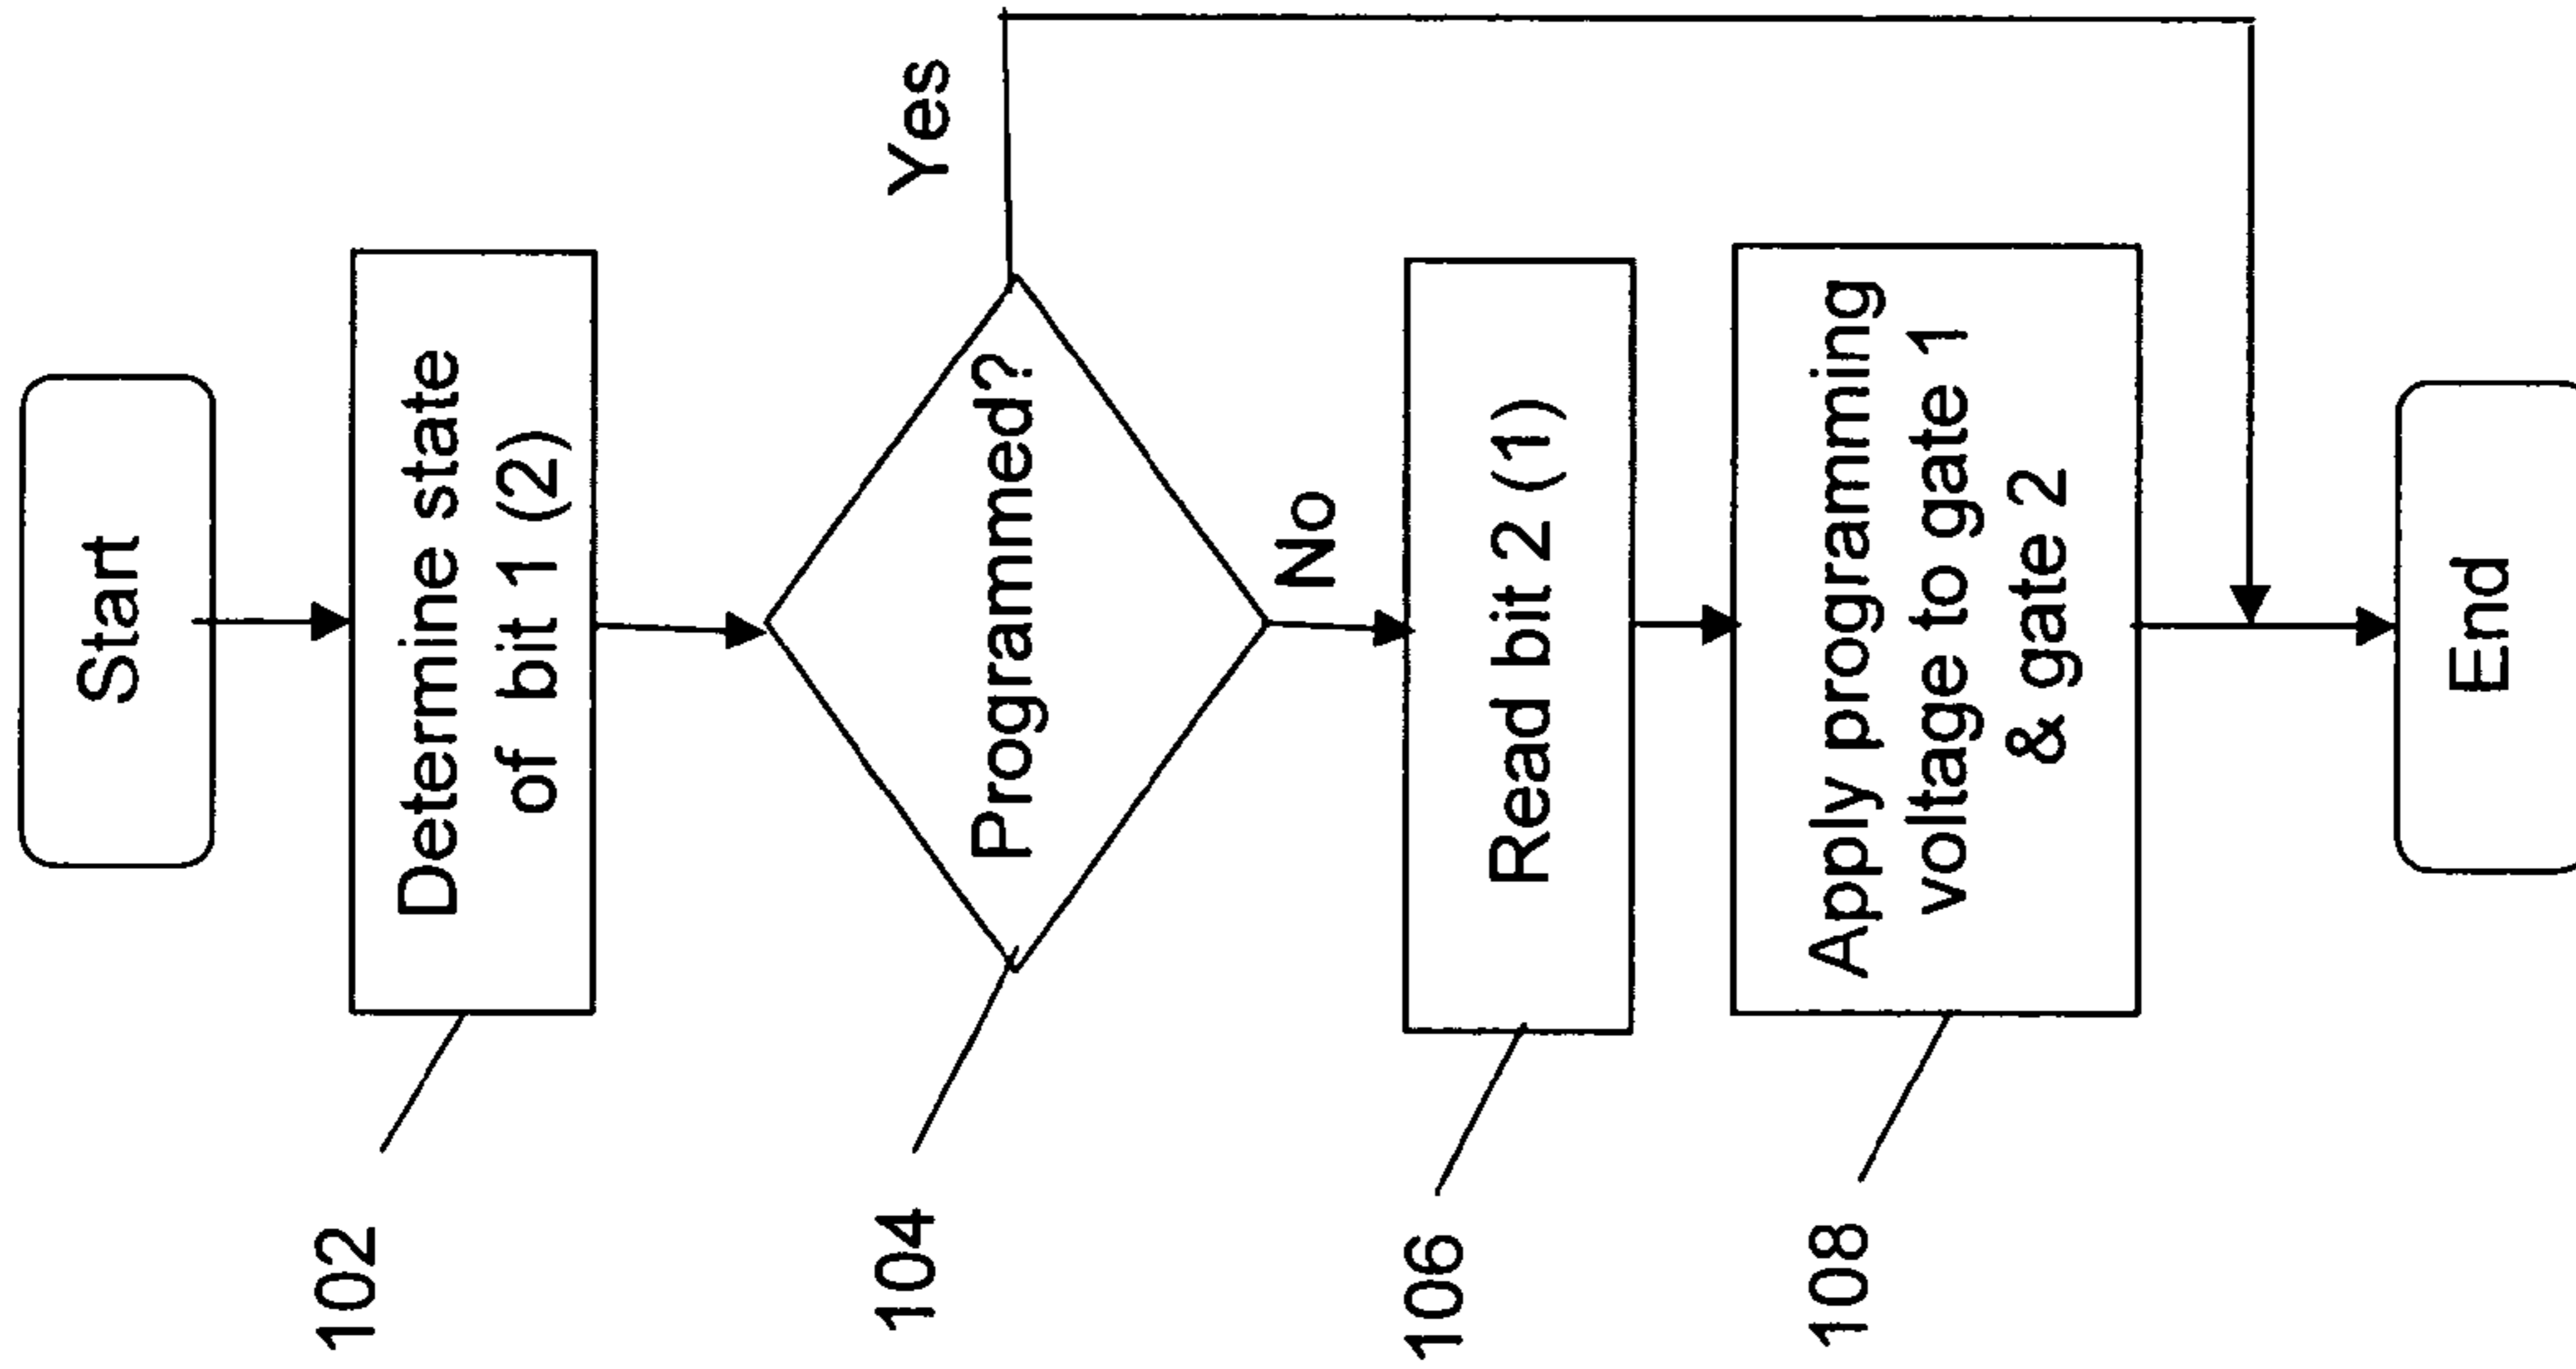 Start
102
Determine state
of bit 1 (2)
104
Programmed?
Yes
No
106
Read bit 2 (1)
108
Apply programming
voltage to gate 1
& gate 2
End